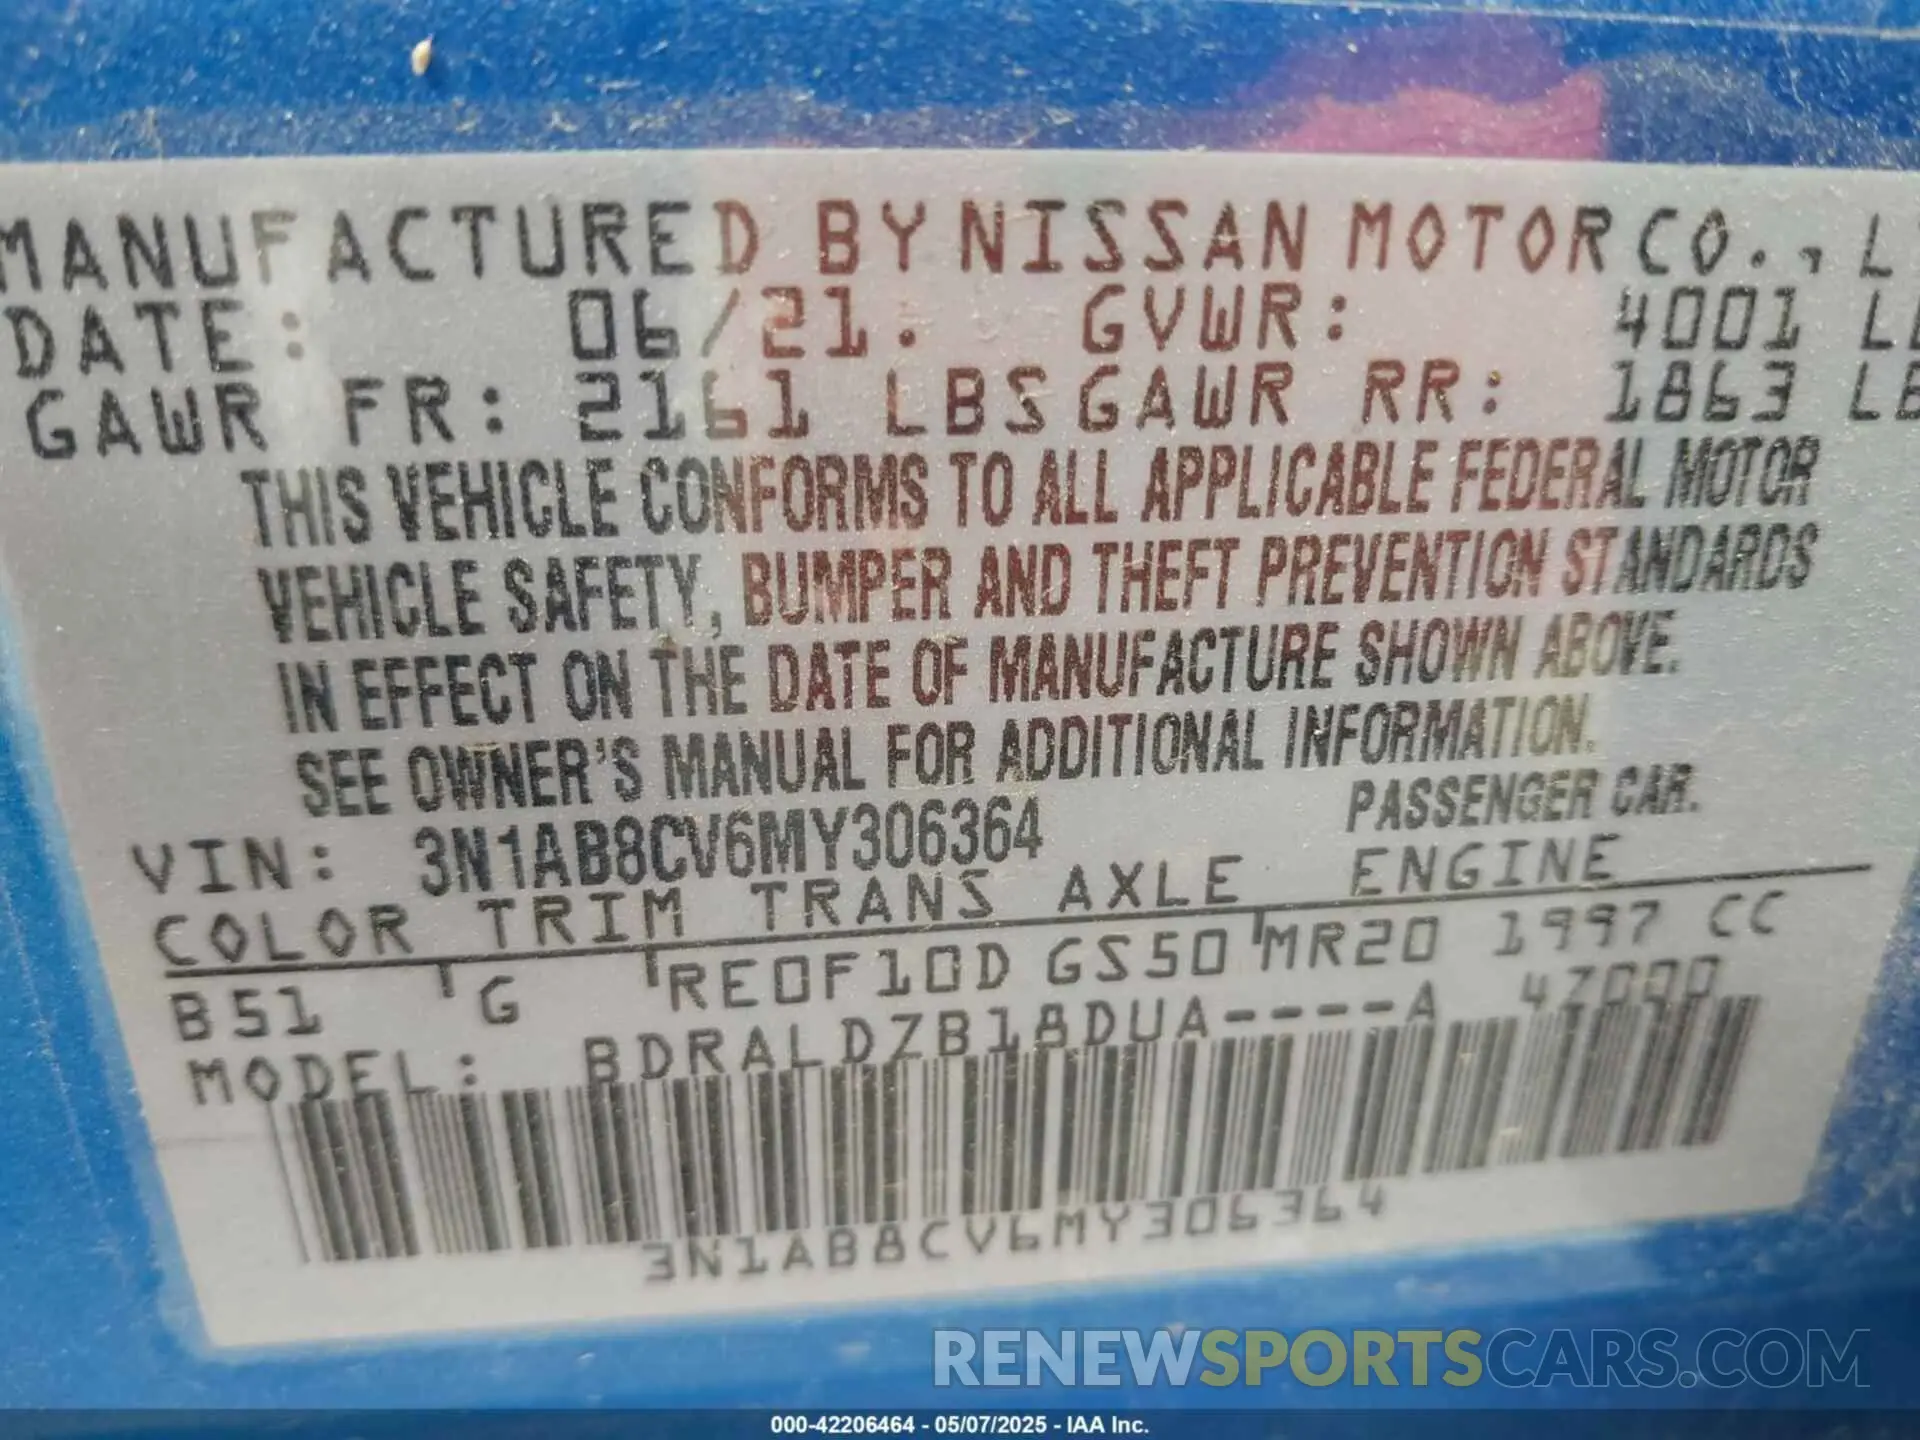 MANUFACTURED BY NISSAN MOTOR CO., L
DATE: 06/21. GVWR: 4001 LB
GAWR FR: 2161 LBS GAWR RR: 1863 LB
THIS VEHICLE CONFORMS TO ALL APPLICABLE FEDERAL MOTOR
VEHICLE SAFETY, BUMPER AND THEFT PREVENTION STANDARDS
IN EFFECT ON THE DATE OF MANUFACTURE SHOWN ABOVE.
SEE OWNER'S MANUAL FOR ADDITIONAL INFORMATION.
VIN: 3N1AB8CV6MY306364 PASSENGER CAR.
COLOR TRIM TRANS AXLE ENGINE
B51 G RE0F10D GS50 MR20 1997 CC
MODEL: BDRALDZB18DUA----A 47000
3N1AB8CV6MY306364
RENEWSPORTSCARS.COM
000-42206464 - 05/07/2025 - IAA Inc.